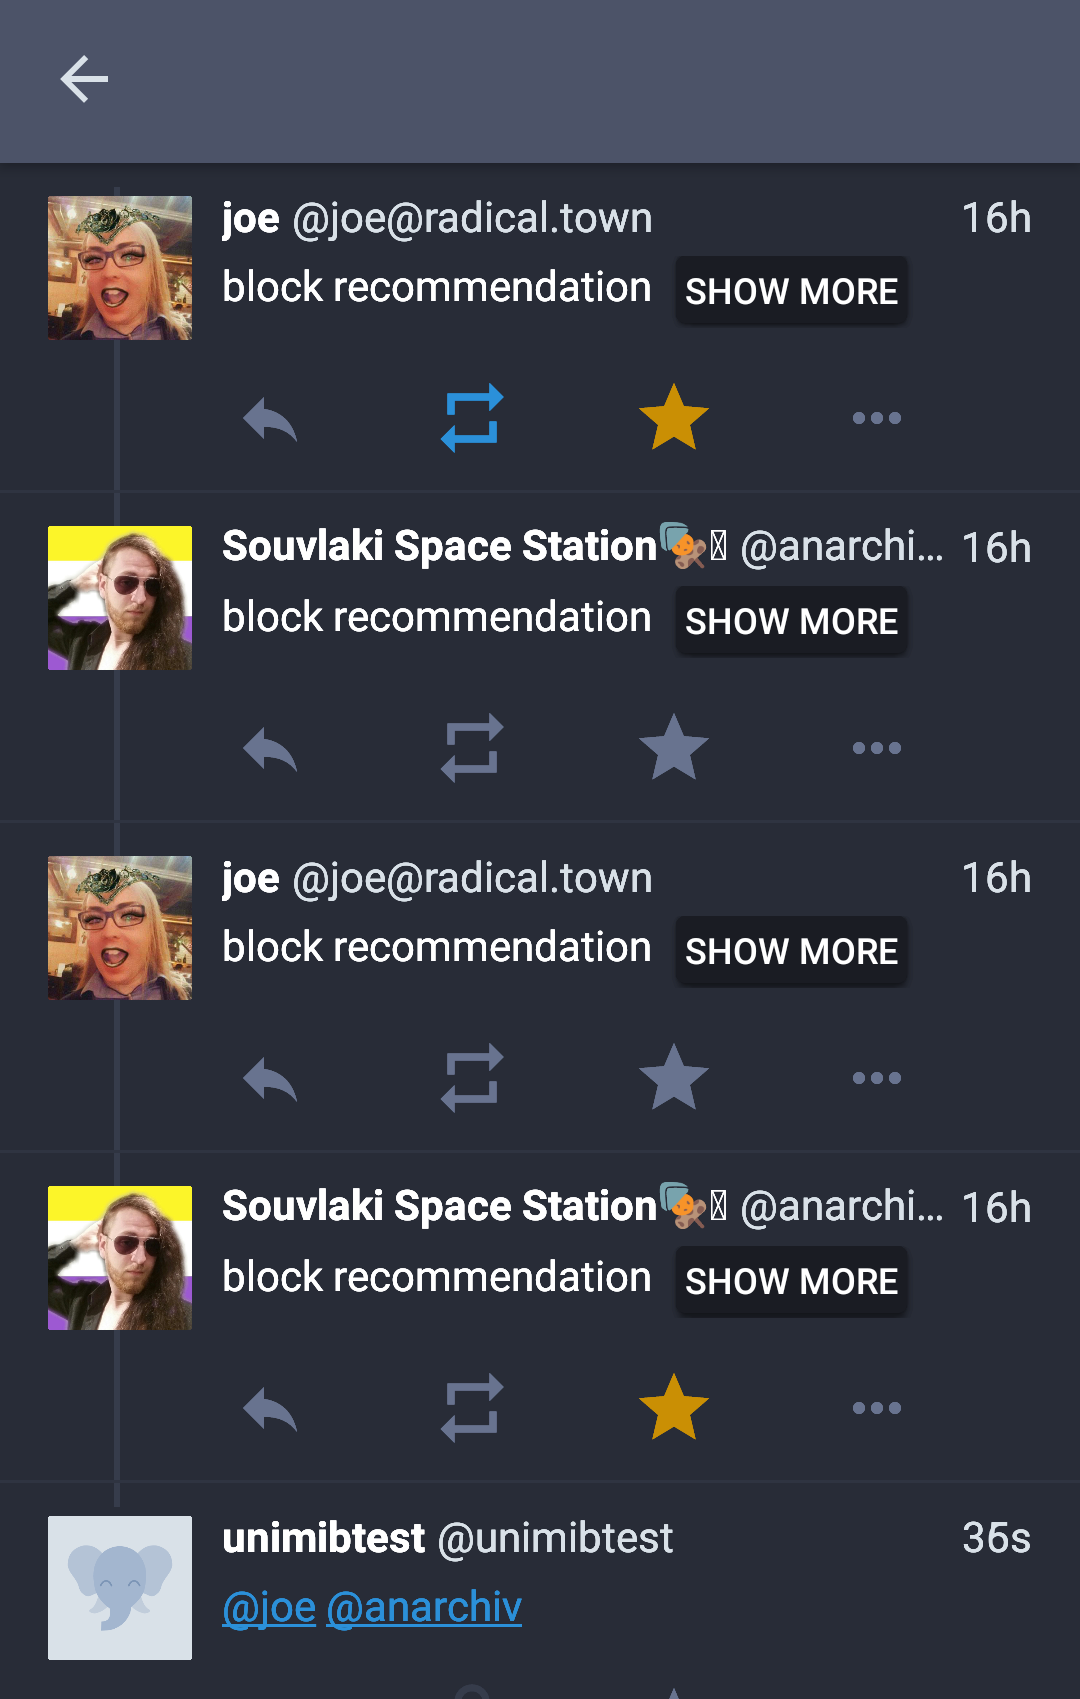 joe @joe@radical.town 16h
block recommendation SHOW MORE
Souvlaki Space Station @anarchi... 16h
block recommendation SHOW MORE
joe @joe@radical.town 16h
block recommendation SHOW MORE
Souvlaki Space Station @anarchi... 16h
block recommendation SHOW MORE
unimibtest @unimibtest
@joe @anarchiv